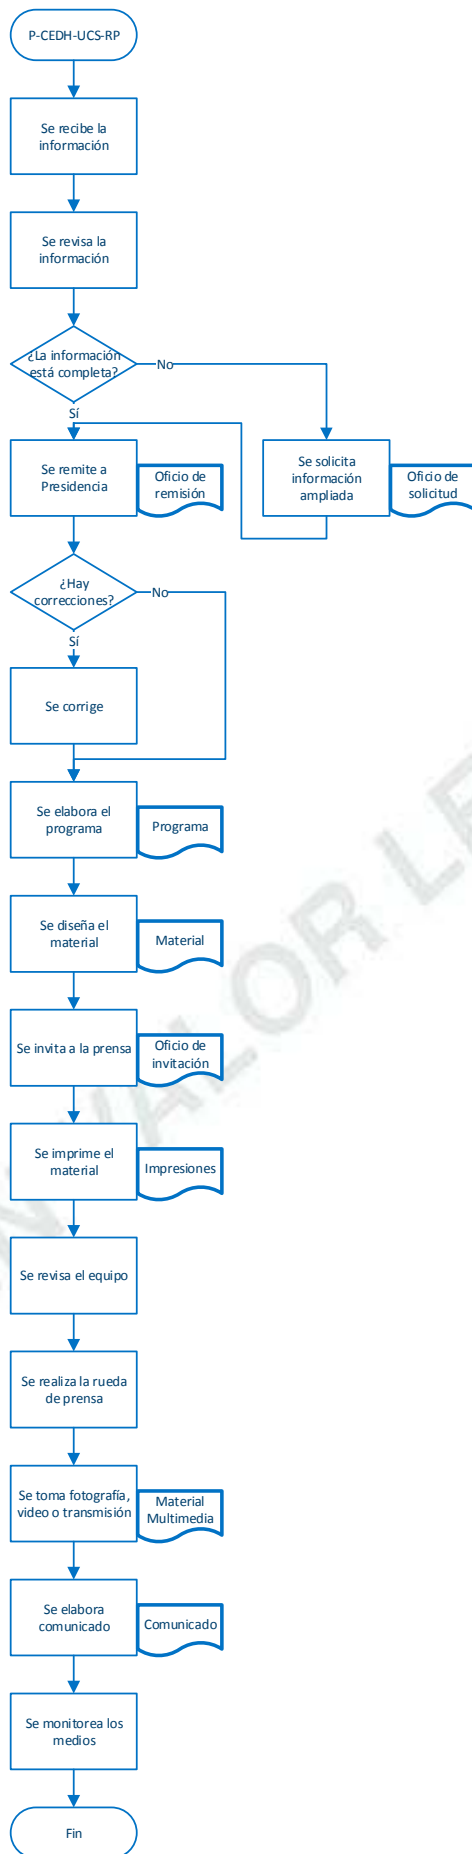 P-CEDH-UCS-RP
Se recibe la
información
Se revisa la
información
¿La información
está completa?
No
Sí
Se remite a
Presidencia
Oficio de
remisión
Se solicita
información
ampliada
Oficio de
solicitud
¿Hay
correcciones?
No
Sí
Se corrige
Se elabora el
programa
Programa
Se diseña el
material
Material
Se invita a la prensa
Oficio de
invitación
Se imprime el
material
Impresiones
Se revisa el equipo
Se realiza la rueda
de prensa
Se toma fotografía,
video o transmisión
Material
Multimedia
Se elabora
comunicado
Comunicado
Se monitorea los
medios
Fin
VALOR